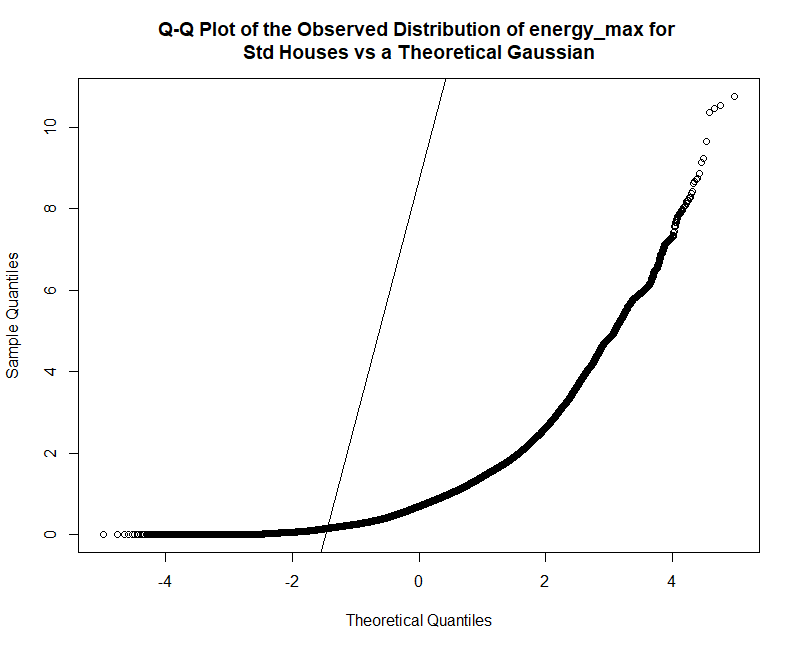 Q-Q Plot of the Observed Distribution of energy_max for
Std Houses vs a Theoretical Gaussian
Sample Quantiles
10
8
6
4
2
0
-4 -2 0 2 4
Theoretical Quantiles